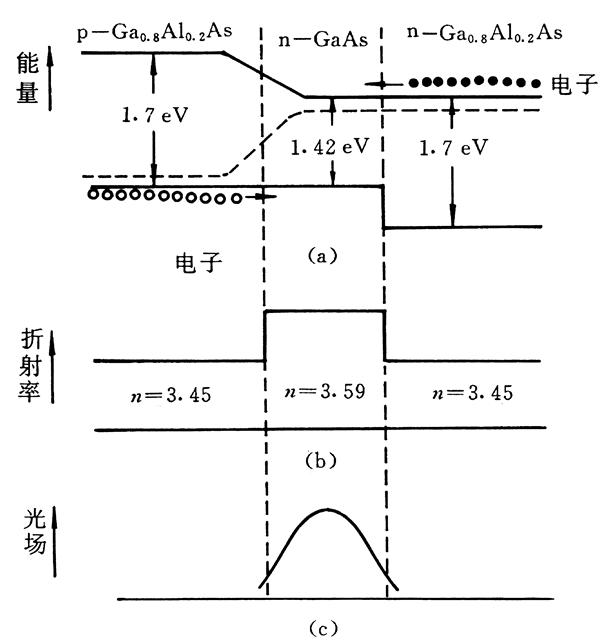 p－Ga₀.₈Al₀.₂As
n－GaAs
n－Ga₀.₈Al₀.₂As
能量
电子
1.7 eV
1.42 eV
1.7 eV
电子
(a)
折射率
n＝3.45
n＝3.59
n＝3.45
(b)
光场
(c)